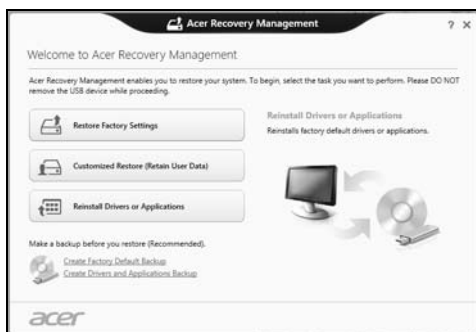 Acer Recovery Management
? ×
Welcome to Acer Recovery Management
Acer Recovery Management enables you to restore your system. To begin, select the task you want to perform. Please DO NOT
remove the USB device while proceeding.
Restore Factory Settings
Customized Restore (Retain User Data)
Reinstall Drivers or Applications
Reinstall Drivers or Applications
Reinstalls factory default drivers or applications.
Make a backup before you restore (Recommended).
Create Factory Default Backup
Create Drivers and Applications Backup
acer